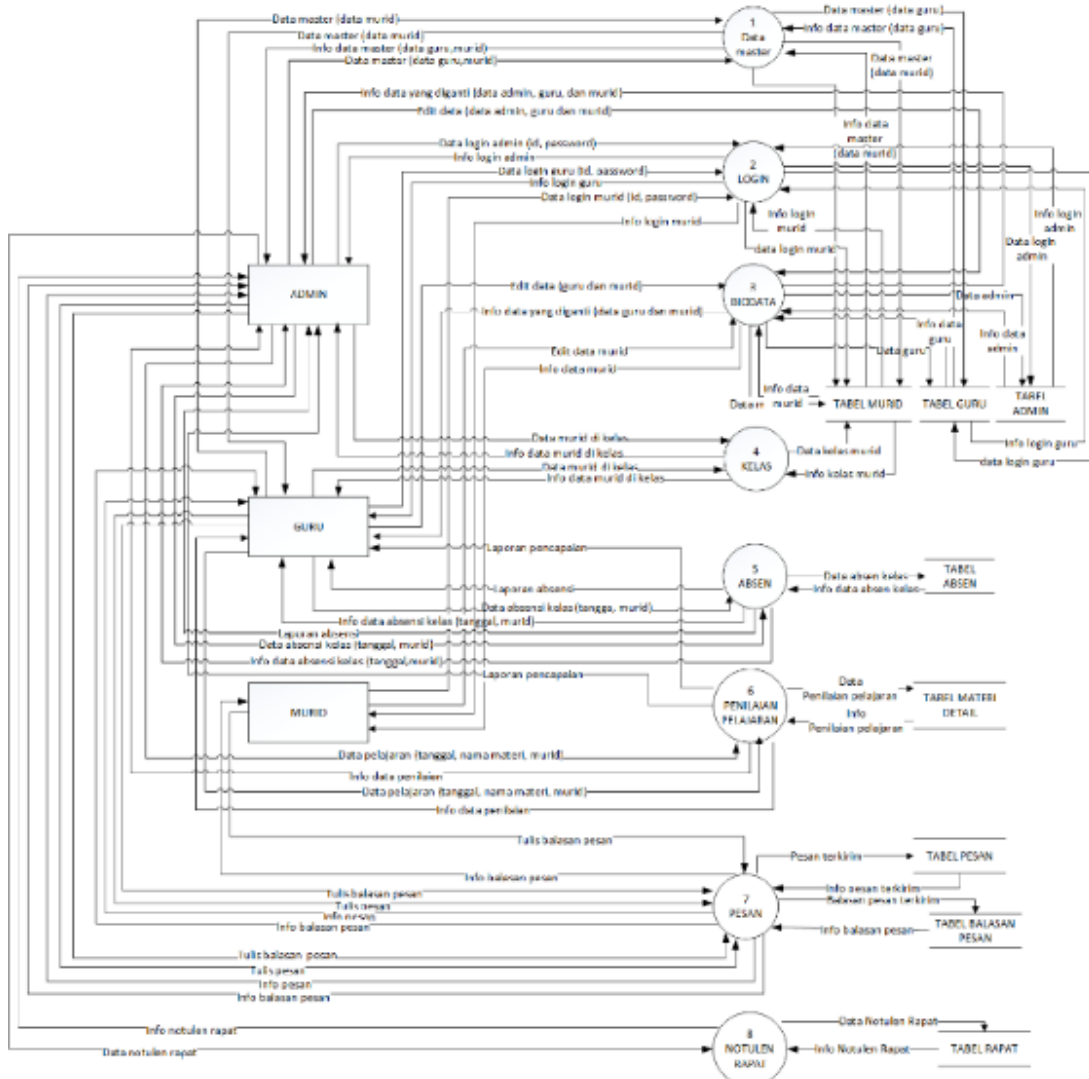 Data master (data murid)
Data master (data murid)
Info data master (data guru,murid)
Data master (data guru,murid)
1
Data
master
Data master (data guru)
Info data master (data guru)
Data master
(data murid)
Info data yang diganti (data admin, guru, dan murid)
Edit data (data admin, guru dan murid)
Info data
master
(data murid)
Data login admin (id, password)
Info login admin
Data login guru (id, password)
Info login guru
Data login murid (id, password)
Info login murid
2
LOGIN
Info login
murid
data login murid
Info login
admin
Data login
admin
ADMIN
Edit data (guru dan murid)
Info data yang diganti (data guru dan murid)
Edit data murid
Info data murid
3
BIODATA
Data admin
Info data
guru
Info data
admin
Data guru
Info data
murid
TABEL MURID
TABEL GURU
TABEL
ADMIN
Data murid di kelas
Info data murid di kelas
Data murid di kelas
Info data murid di kelas
4
KELAS
Data kelas murid
Info kelas murid
Info login guru
data login guru
GURU
Laporan pencapaian
Laporan absensi
5
ABSEN
Data absen kelas
Info data absen kelas
TABEL
ABSEN
Data absensi kelas (tangga, murid)
Info data absensi kelas (tanggal, murid)
Laporan absensi
Data absensi kelas (tanggal, murid)
Info data absensi kelas (tanggal,murid)
Laporan pencapaian
MURID
6
PENILAIAN
PELAJARAN
Data
Penilaian pelajaran
Info
Penilaian pelajaran
TABEL MATERI
DETAIL
Data pelajaran (tanggal, nama materi, murid)
Info data penilaian
Data pelajaran (tanggal, nama materi, murid)
Info data penilaian
Tulis balasan pesan
Info balasan pesan
Tulis balasan pesan
Tulis pesan
Info pesan
Info balasan pesan
7
PESAN
Pesan terkirim
TABEL PESAN
Info pesan terkirim
Balasan pesan terkirim
Info balasan pesan
TABEL BALASAN
PESAN
Tulis balasan pesan
Tulis pesan
Info pesan
Info balasan pesan
Info notulen rapat
Data notulen rapat
8
NOTULEN
RAPAT
Data Notulen Rapat
Info Notulen Rapat
TABEL RAPAT